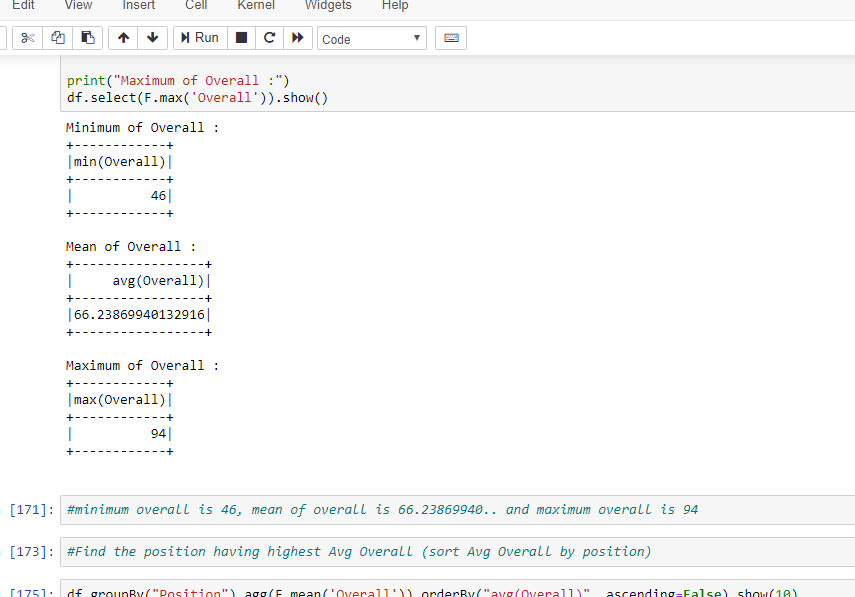 Edit View Insert Cell Kernel Widgets Help
Run Code
print("Maximum of Overall :")
df.select(F.max('Overall')).show()
Minimum of Overall :
+------------+
|min(Overall)|
+------------+
|          46|
+------------+
Mean of Overall :
+-----------------+
|     avg(Overall)|
+-----------------+
|66.23869940132916|
+-----------------+
Maximum of Overall :
+------------+
|max(Overall)|
+------------+
|          94|
+------------+
[171]: #minimum overall is 46, mean of overall is 66.23869940.. and maximum overall is 94
[173]: #Find the position having highest Avg Overall (sort Avg Overall by position)
[175]: df.groupBy("Position").agg(F.mean('Overall')).orderBy("avg(Overall)", ascending=False).show(10)